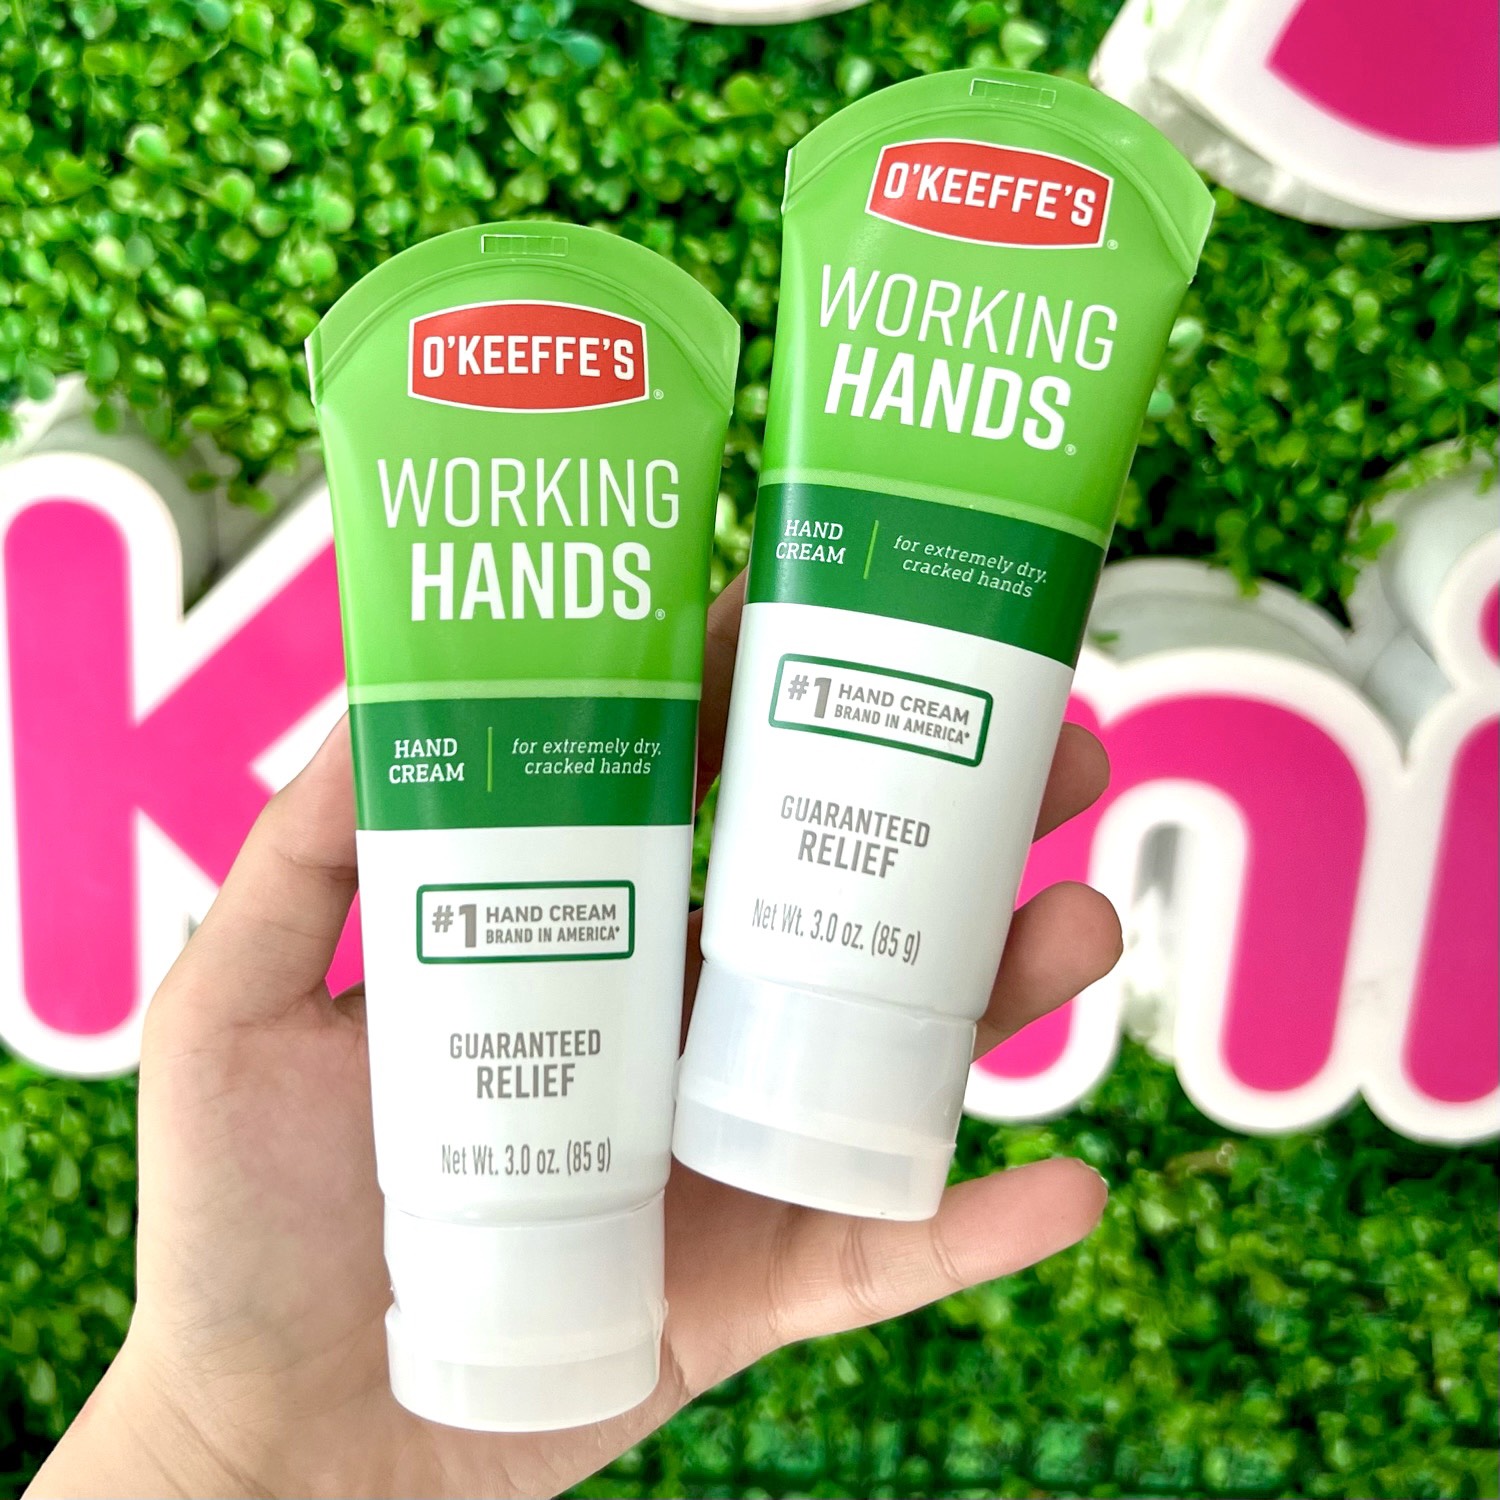 O'KEEFFE'S®
WORKING
HANDS®
HAND
CREAM
for extremely dry,
cracked hands
#1 HAND CREAM
BRAND IN AMERICA*
GUARANTEED
RELIEF
Net Wt. 3.0 oz. (85 g)
O'KEEFFE'S®
WORKING
HANDS®
HAND
CREAM
for extremely dry,
cracked hands
#1 HAND CREAM
BRAND IN AMERICA*
GUARANTEED
RELIEF
Net Wt. 3.0 oz. (85 g)